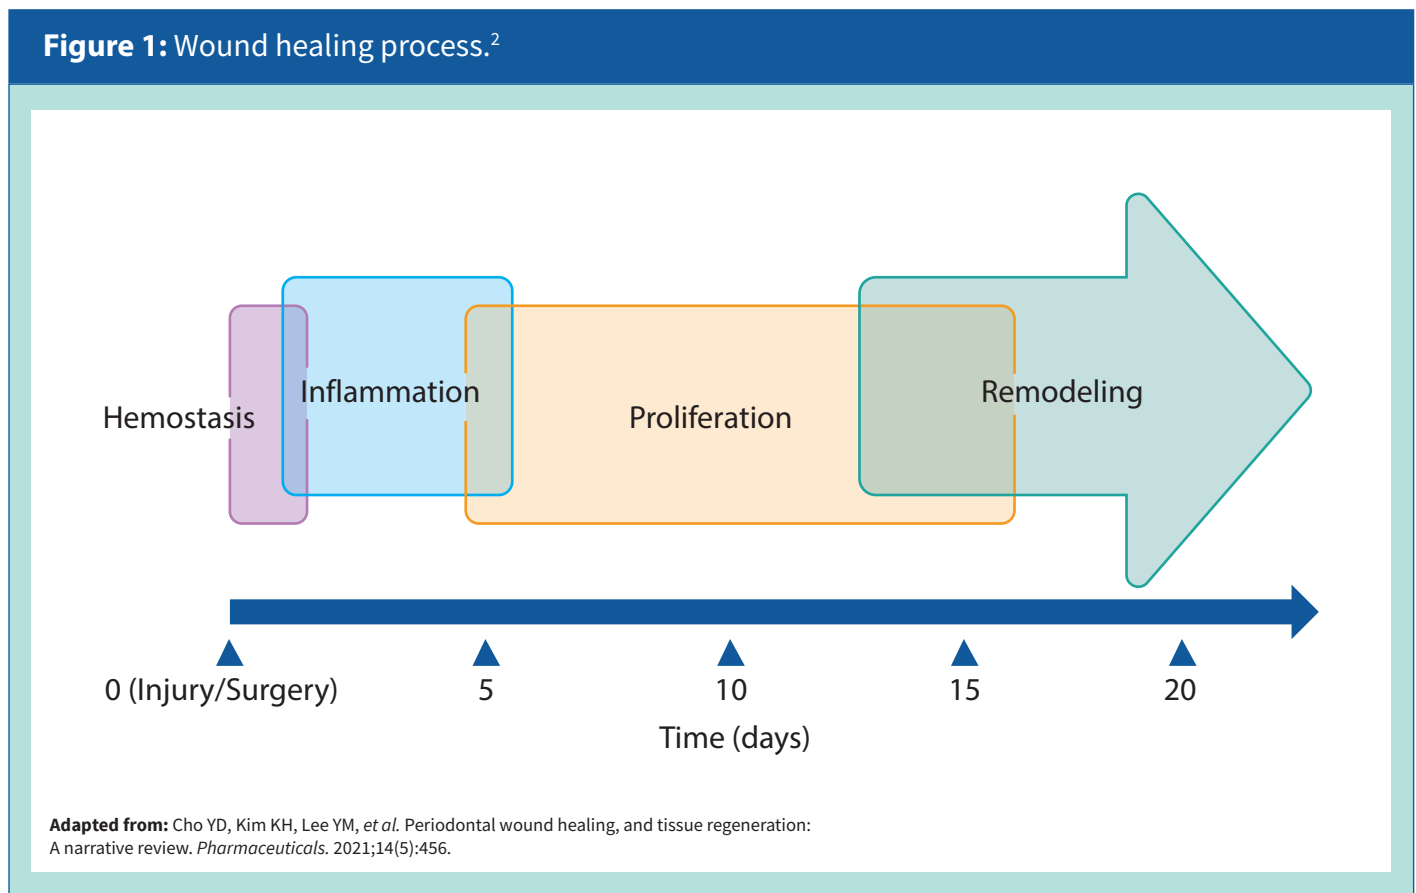 Figure 1: Wound healing process.²
Hemostasis
Inflammation
Proliferation
Remodeling
0 (Injury/Surgery)
5
10
15
20
Time (days)
Adapted from: Cho YD, Kim KH, Lee YM, et al. Periodontal wound healing, and tissue regeneration:
A narrative review. Pharmaceuticals. 2021;14(5):456.